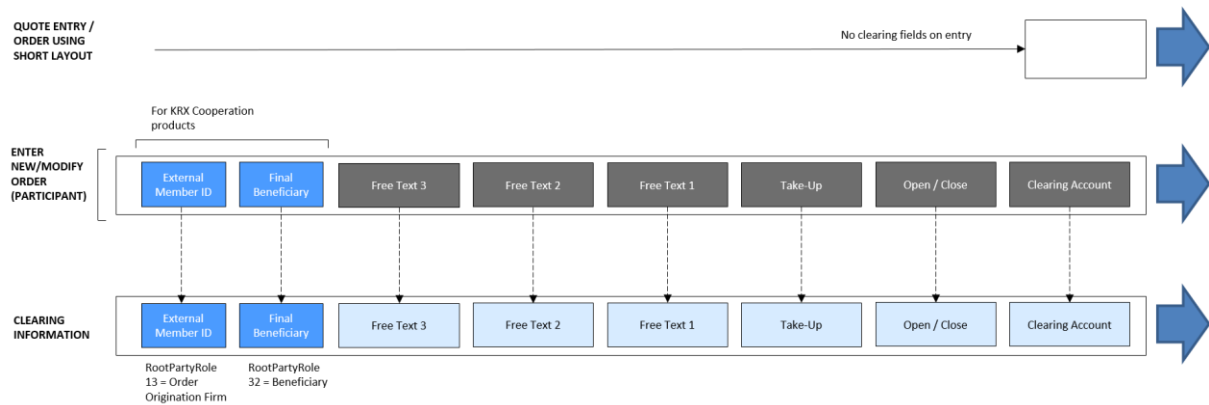 QUOTE ENTRY /
ORDER USING
SHORT LAYOUT
No clearing fields on entry
For KRX Cooperation
products
ENTER
NEW/MODIFY
ORDER
(PARTICIPANT)
External
Member ID
Final
Beneficiary
Free Text 3
Free Text 2
Free Text 1
Take-Up
Open / Close
Clearing Account
CLEARING
INFORMATION
External
Member ID
Final
Beneficiary
Free Text 3
Free Text 2
Free Text 1
Take-Up
Open / Close
Clearing Account
RootPartyRole
13 = Order
Origination Firm
RootPartyRole
32 = Beneficiary